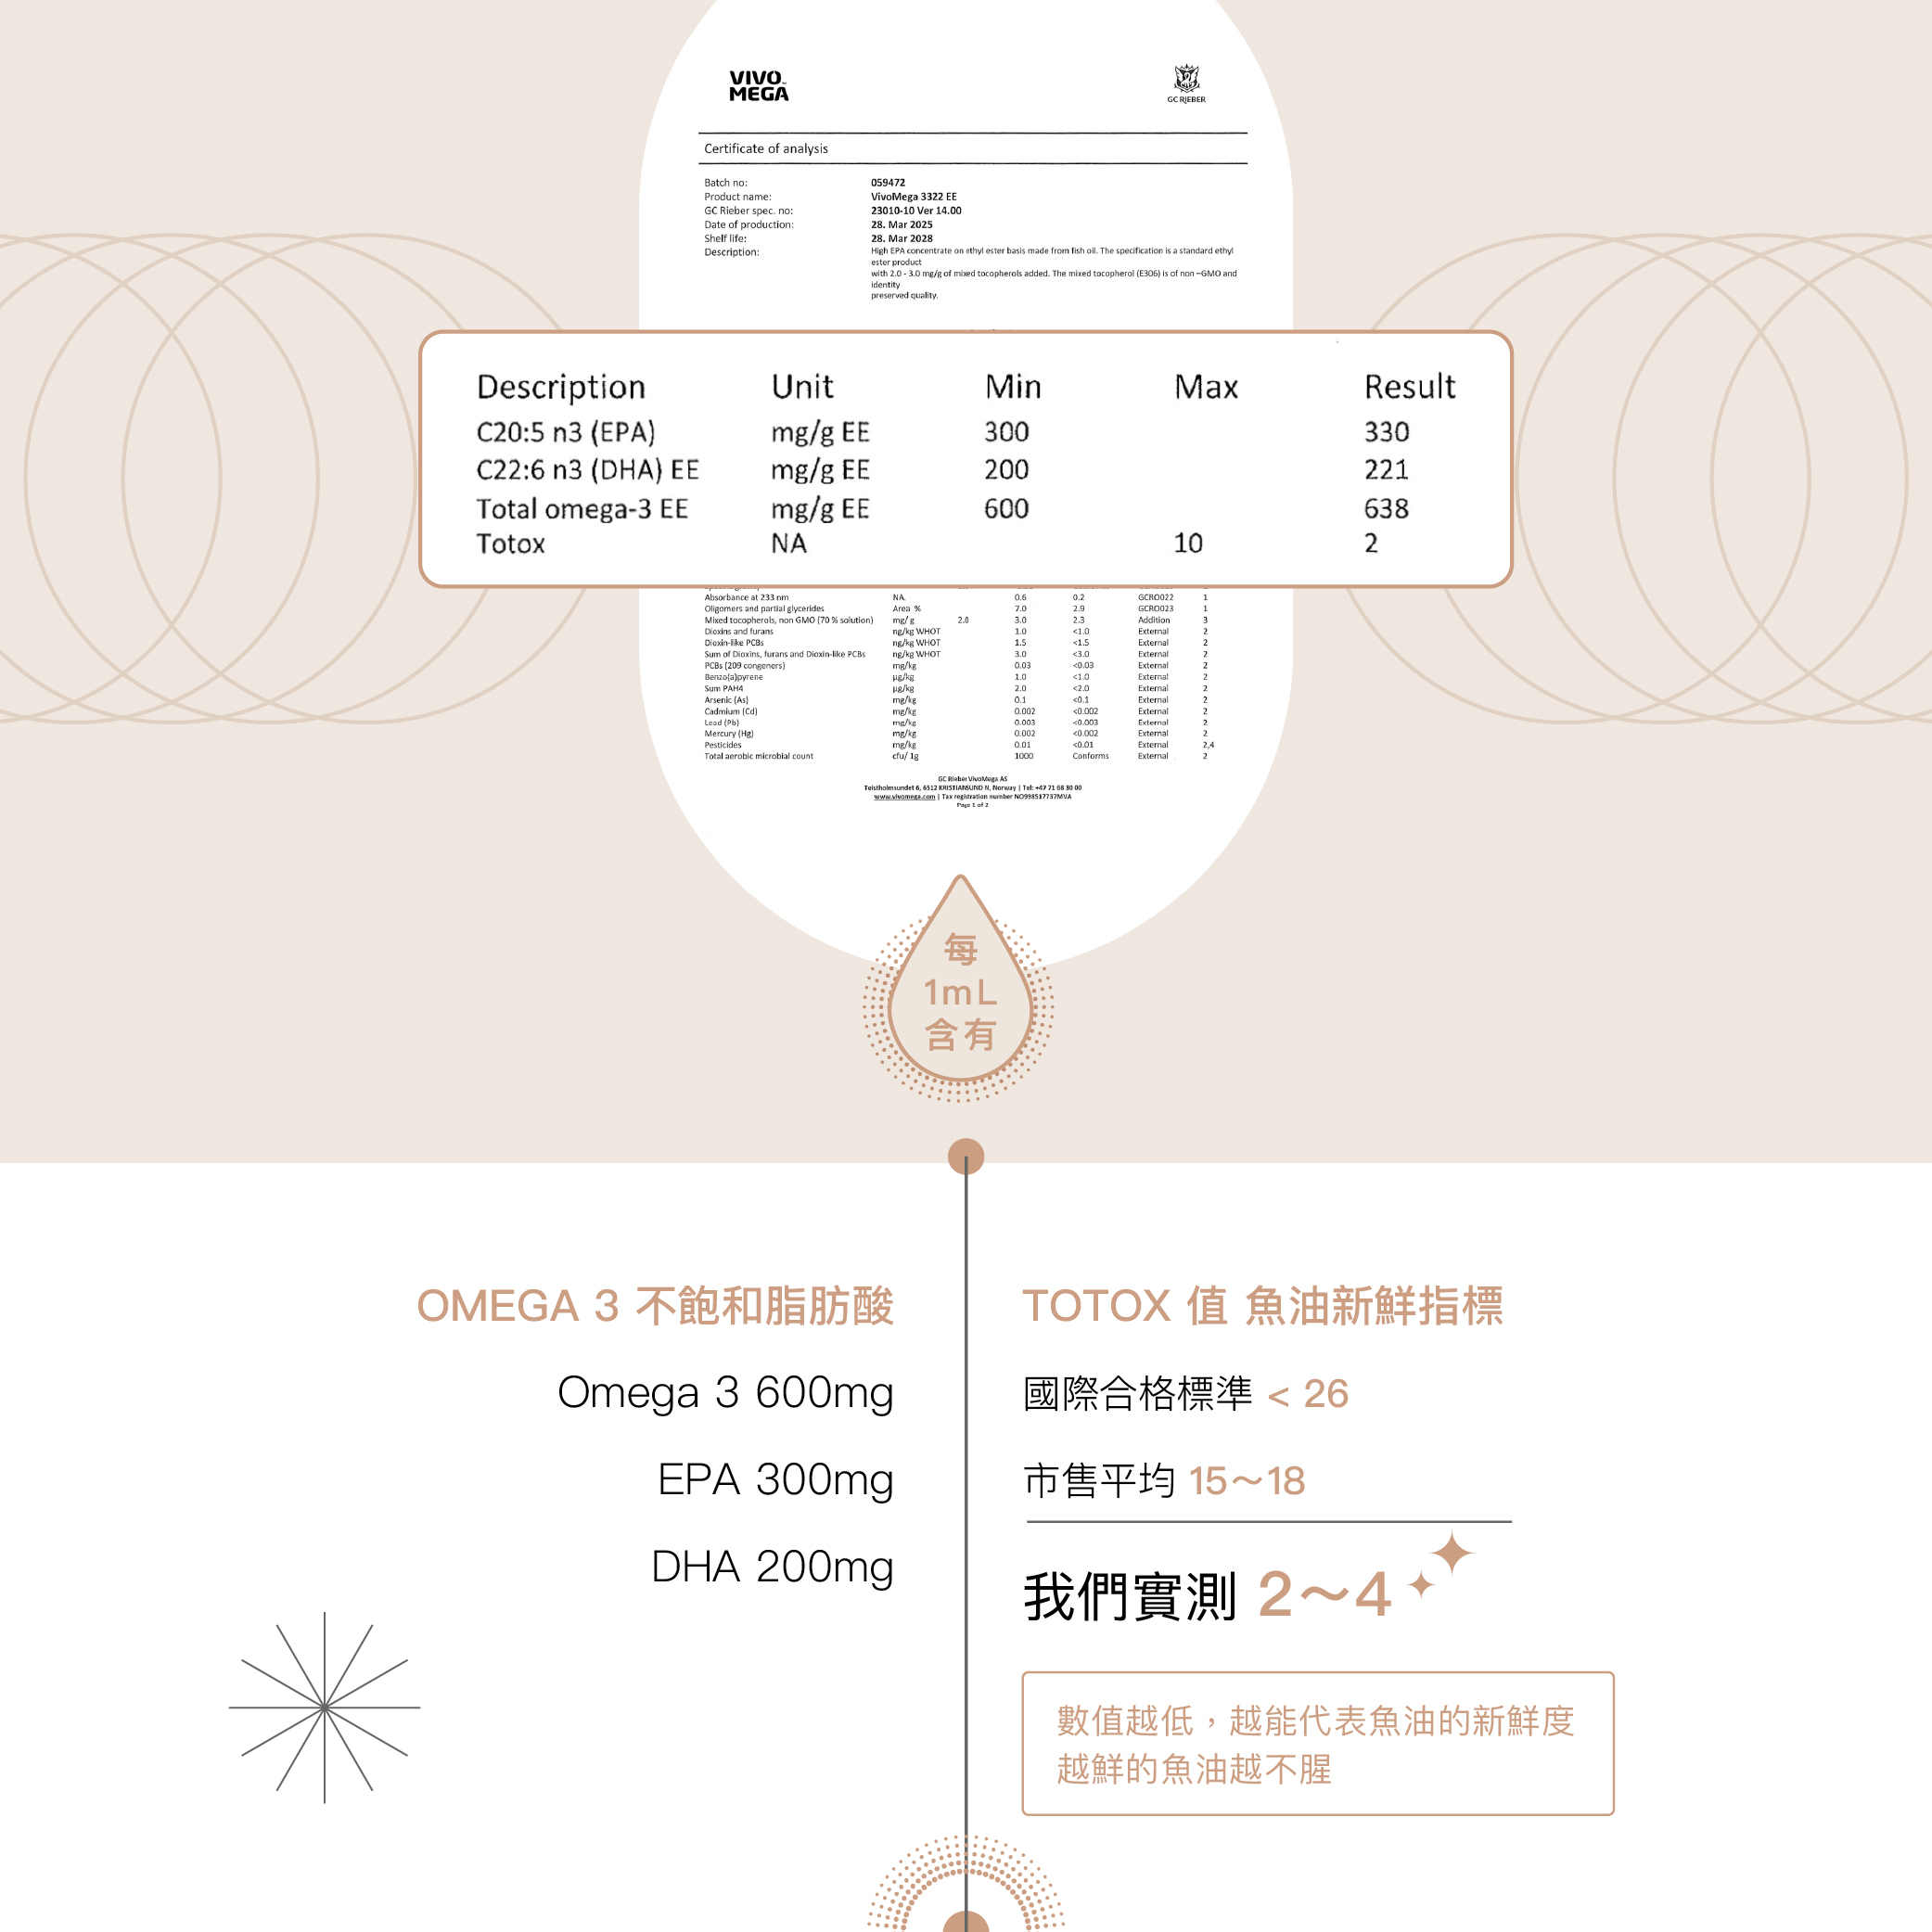 VIVO
MEGA
GC RIEBER
Certificate of analysis
Batch no: 059472
Product name: VivoMega 3322 EE
GC Rieber spec. no: 23010-10 Ver 14.00
Date of production: 28. Mar 2025
Shelf life: 28. Mar 2028
Description: High EPA concentrate on ethyl ester basis made from fish oil. The specification is a standard ethyl
ester product
with 2.0 - 3.0 mg/g of mixed tocopherols added. The mixed tocopherol (E306) is of non –GMO and
identity
preserved quality.
Description Unit Min Max Result
C20:5 n3 (EPA) mg/g EE 300 330
C22:6 n3 (DHA) EE mg/g EE 200 221
Total omega-3 EE mg/g EE 600 638
Totox NA 10 2
Absorbance at 233 nm NA. 0.6 0.2 GCRO022 1
Oligomers and partial glycerides Area % 7.0 2.9 GCRO023 1
Mixed tocopherols, non GMO (70 % solution) mg/ g 2.0 3.0 2.3 Addition 3
Dioxins and furans ng/kg WHOT 1.0 <1.0 External 2
Dioxin-like PCBs ng/kg WHOT 1.5 <1.5 External 2
Sum of Dioxins, furans and Dioxin-like PCBs ng/kg WHOT 3.0 <3.0 External 2
PCBs (209 congeners) mg/kg 0.03 <0.03 External 2
Benzo(a)pyrene µg/kg 1.0 <1.0 External 2
Sum PAH4 µg/kg 2.0 <2.0 External 2
Arsenic (As) mg/kg 0.1 <0.1 External 2
Cadmium (Cd) mg/kg 0.002 <0.002 External 2
Lead (Pb) mg/kg 0.003 <0.003 External 2
Mercury (Hg) mg/kg 0.002 <0.002 External 2
Pesticides mg/kg 0.01 <0.01 External 2,4
Total aerobic microbial count cfu/ 1g 1000 Conforms External 2
GC Rieber VivoMega AS
Teistholmsundet 6, 6512 KRISTIANSUND N, Norway | Tel: +47 71 68 30 00
www.vivomega.com | Tax registration number NO998517737MVA
Page 1 of 2
每
1mL
含有
OMEGA 3 不飽和脂肪酸
Omega 3 600mg
EPA 300mg
DHA 200mg
TOTOX 值 魚油新鮮指標
國際合格標準 < 26
市售平均 15～18
我們實測 2～4
數值越低，越能代表魚油的新鮮度
越鮮的魚油越不腥